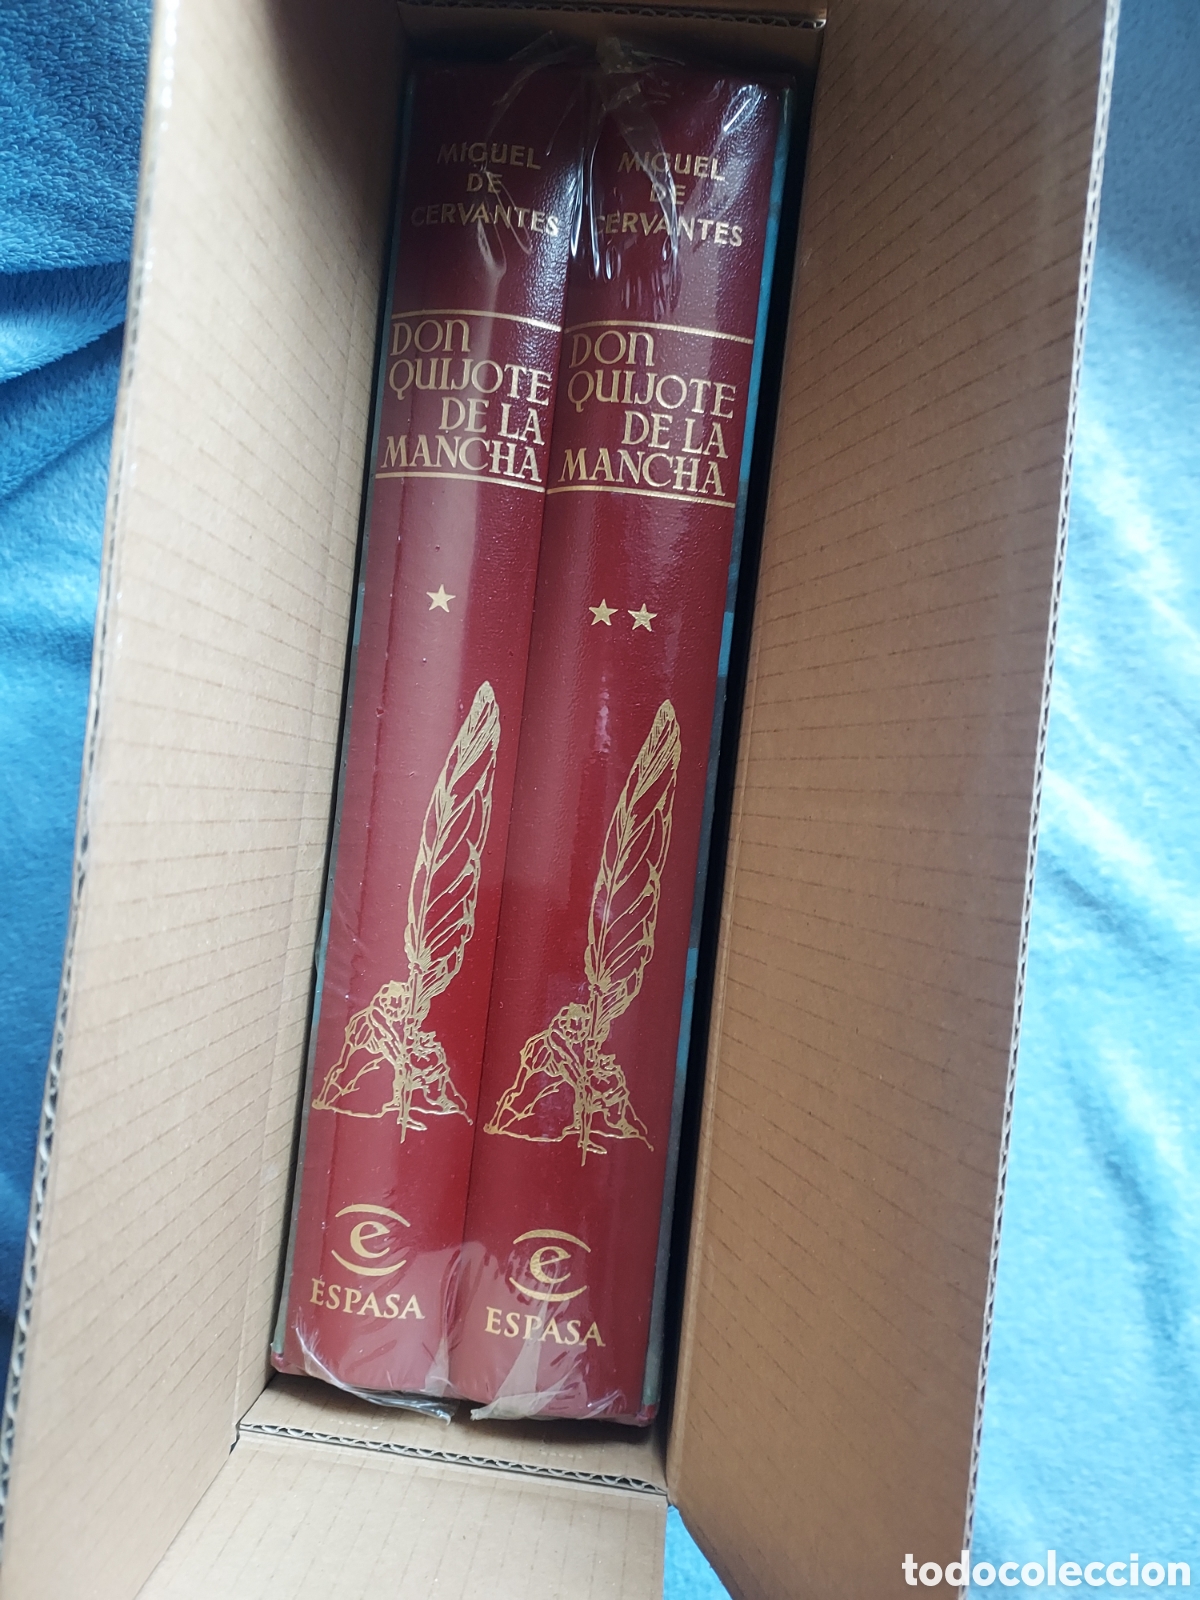 MIGUEL
DE
CERVANTES
DON
QUIJOTE
DE LA
MANCHA
e
ESPASA
MIGUEL
DE
CERVANTES
DON
QUIJOTE
DE LA
MANCHA
e
ESPASA
todocoleccion